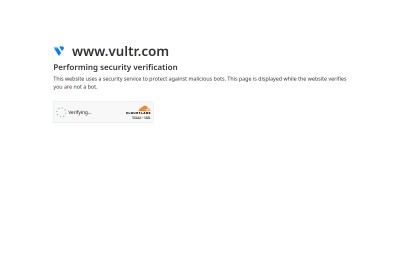 www.vultr.com
Performing security verification
This website uses a security service to protect against malicious bots. This page is displayed while the website verifies
you are not a bot.
Verifying...
CLOUDFLARE